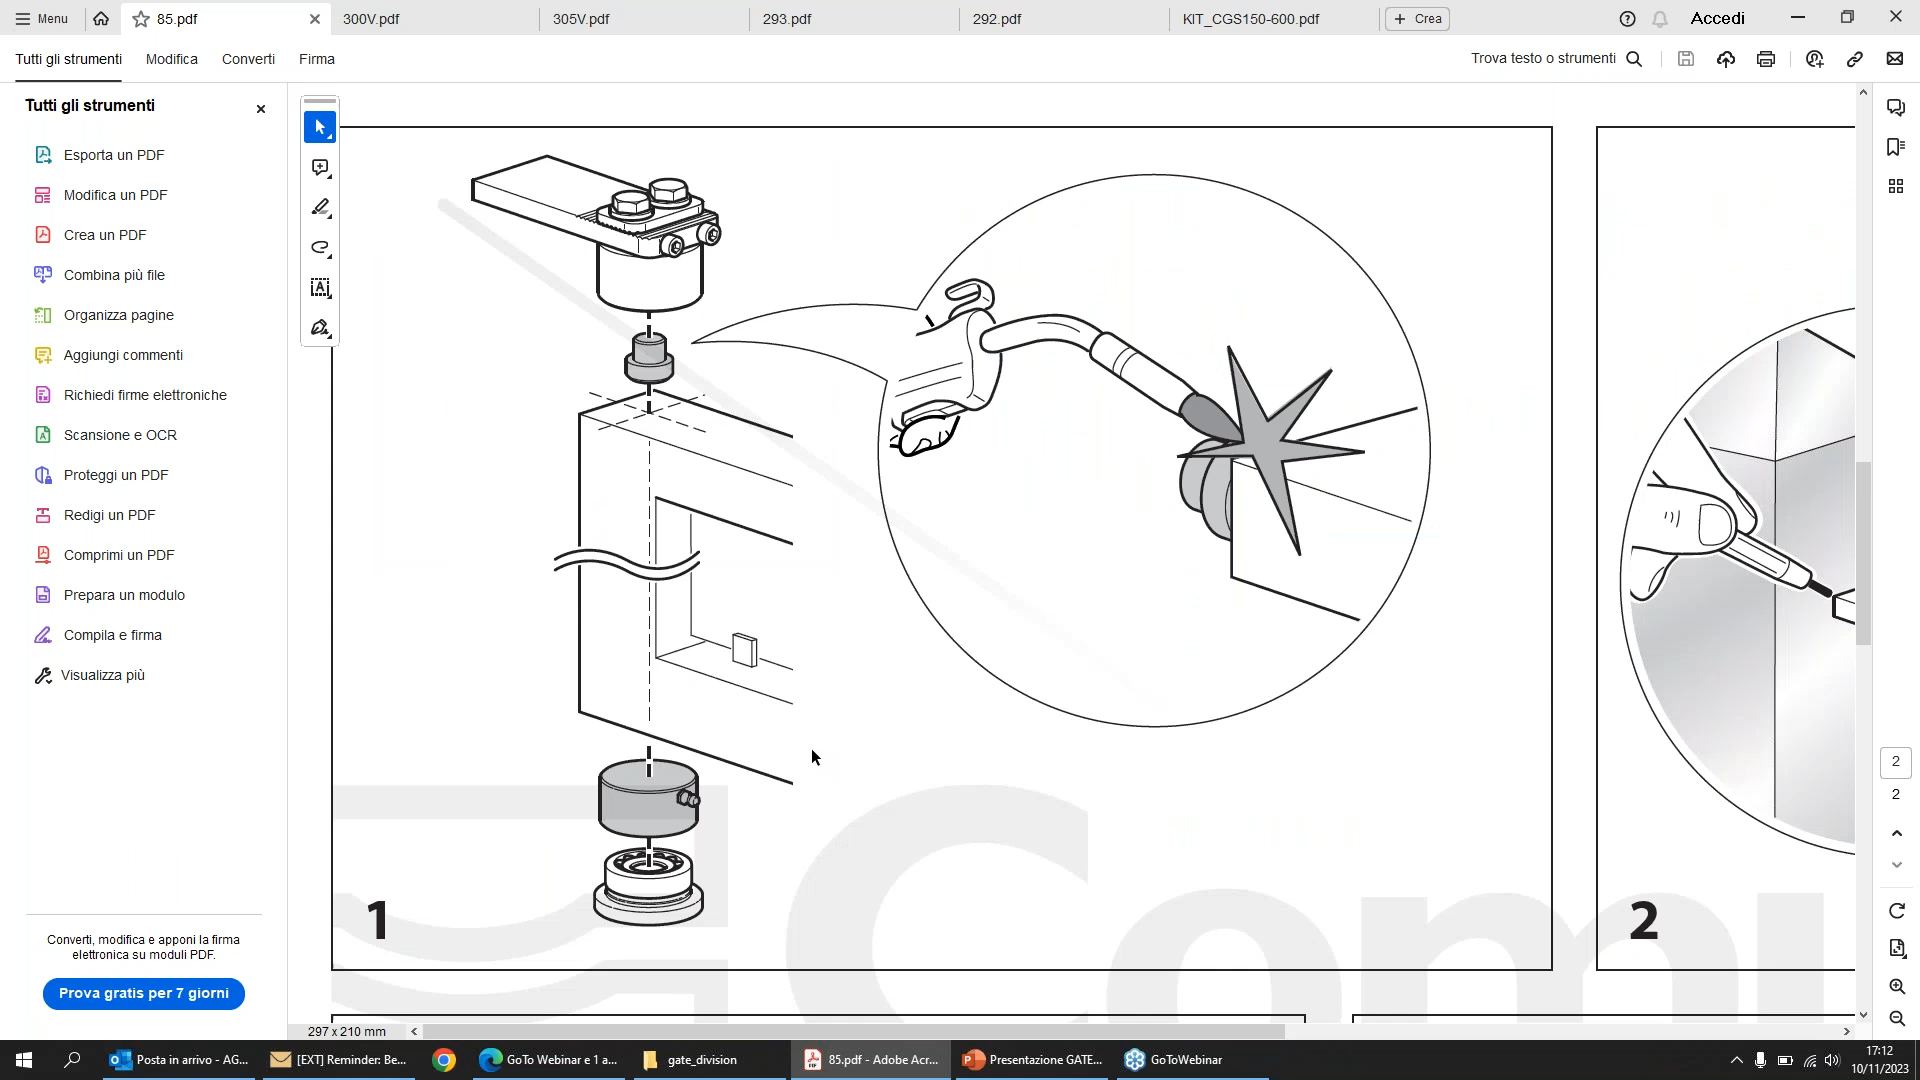 Menu
85.pdf
300V.pdf
305V.pdf
293.pdf
292.pdf
KIT_CGS150-600.pdf
Crea
Accedi
Tutti gli strumenti
Modifica
Converti
Firma
Trova testo o strumenti
Tutti gli strumenti
Esporta un PDF
Modifica un PDF
Crea un PDF
Combina più file
Organizza pagine
Aggiungi commenti
Richiedi firme elettroniche
Scansione e OCR
Proteggi un PDF
Redigi un PDF
Comprimi un PDF
Prepara un modulo
Compila e firma
Visualizza più
Converti, modifica e apponi la firma
elettronica su moduli PDF.
Prova gratis per 7 giorni
1
2
2
2
297 x 210 mm
Posta in arrivo - AG...
[EXT] Reminder: Be...
GoTo Webinar e 1 a...
gate_division
85.pdf - Adobe Acr...
Presentazione GATE...
GoToWebinar
17:12
10/11/2023